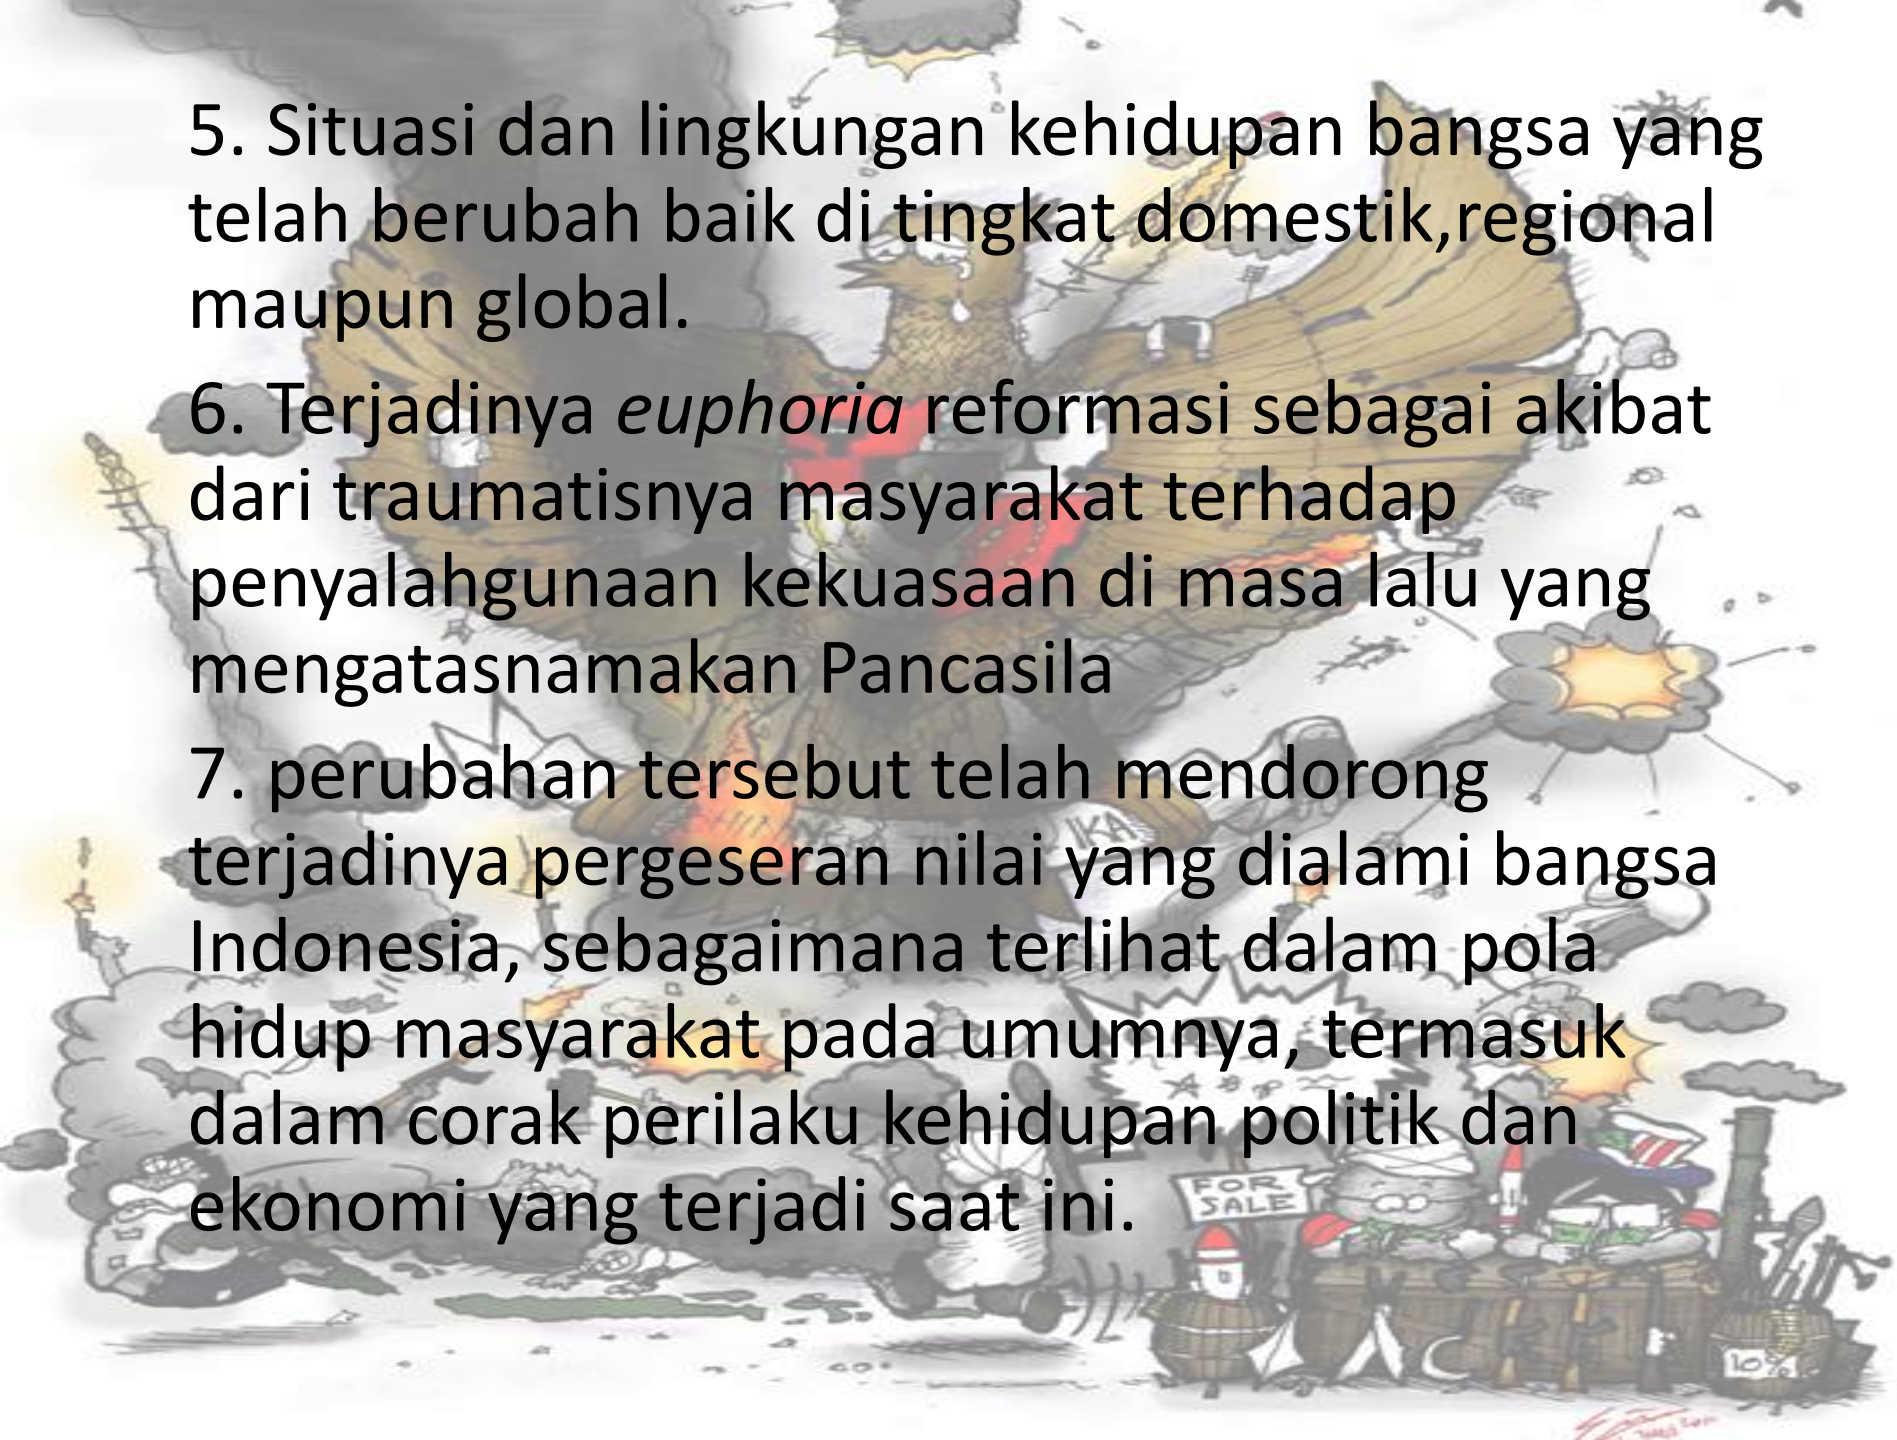 5. Situasi dan lingkungan kehidupan bangsa yang
telah berubah baik di tingkat domestik,regional
maupun global.
6. Terjadinya euphoria reformasi sebagai akibat
dari traumatisnya masyarakat terhadap
penyalahgunaan kekuasaan di masa lalu yang
mengatasnamakan Pancasila
7. perubahan tersebut telah mendorong
terjadinya pergeseran nilai yang dialami bangsa
IKA
Indonesia, sebagaimana terlihat dalam pola
hidup masyarakat pada umumnya, termasuk
dalam corak perilaku kehidupan politik dan
ekonomi yang terjadi saat ini.
FOR
SALE
10%